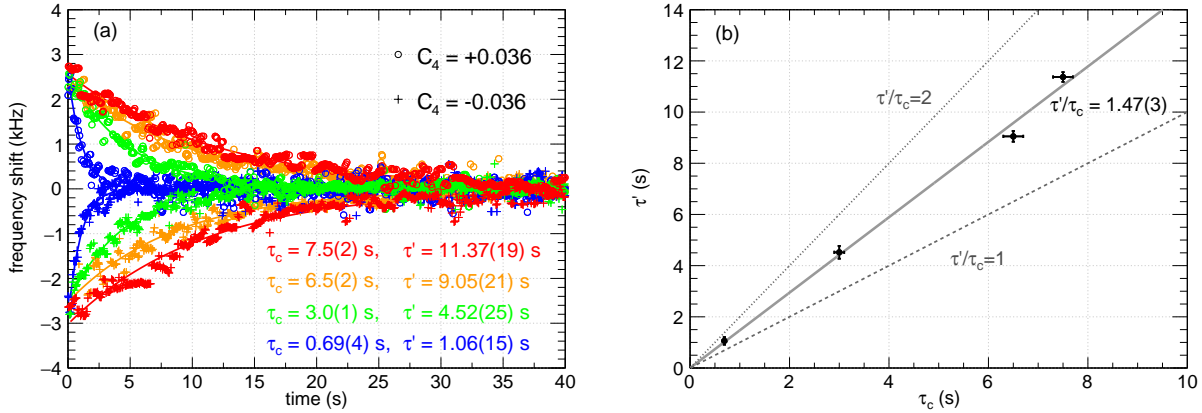 (a)
C₄ = +0.036
C₄ = -0.036
τc = 7.5(2) s, τ' = 11.37(19) s
τc = 6.5(2) s, τ' = 9.05(21) s
τc = 3.0(1) s, τ' = 4.52(25) s
τc = 0.69(4) s, τ' = 1.06(15) s
frequency shift (kHz)
4
3
2
1
0
−1
−2
−3
−4
0 5 10 15 20 25 30 35 40
time (s)
(b)
τ'/τc=2
τ'/τc = 1.47(3)
τ'/τc=1
τ' (s)
14
12
10
8
6
4
2
0
0 2 4 6 8 10
τc (s)